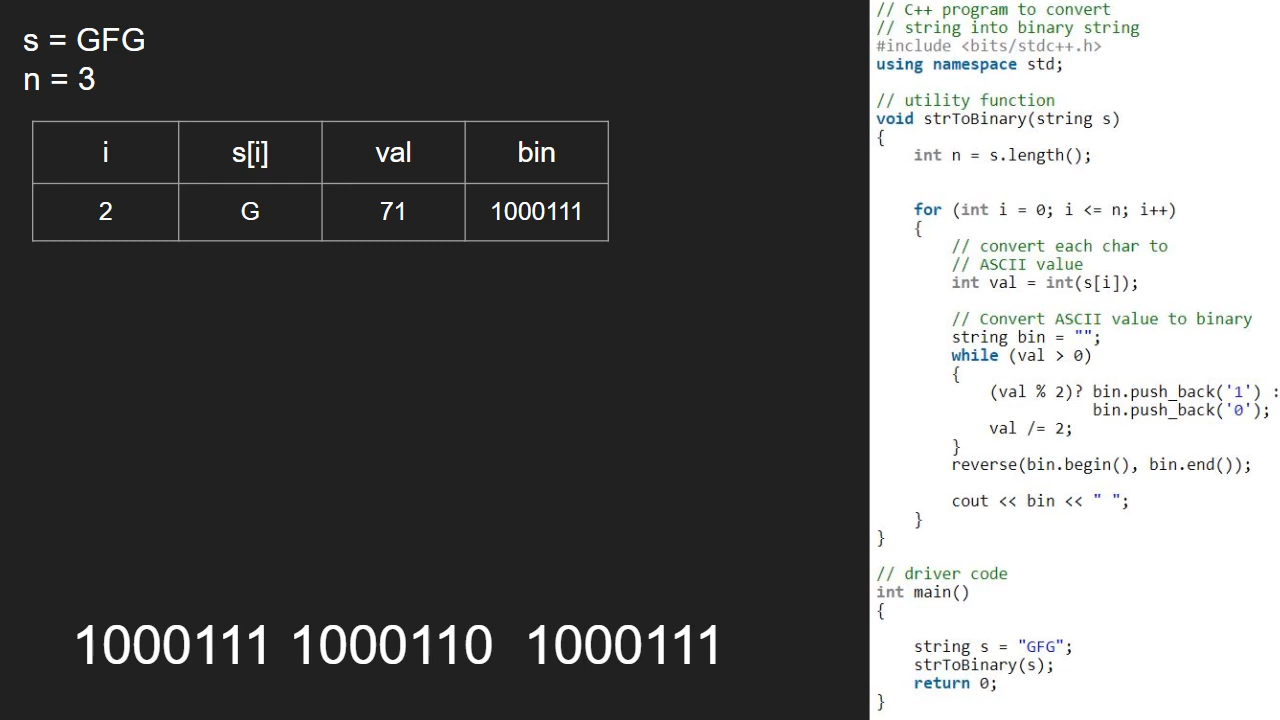 s = GFG
n = 3
i s[i] val bin
2 G 71 1000111
1000111 1000110 1000111
// C++ program to convert
// string into binary string
#include <bits/stdc++.h>
using namespace std;
// utility function
void strToBinary(string s)
{
int n = s.length();
for (int i = 0; i <= n; i++)
{
// convert each char to
// ASCII value
int val = int(s[i]);
// Convert ASCII value to binary
string bin = "";
while (val > 0)
{
(val % 2)? bin.push_back('1') :
bin.push_back('0');
val /= 2;
}
reverse(bin.begin(), bin.end());
cout << bin << " ";
}
}
// driver code
int main()
{
string s = "GFG";
strToBinary(s);
return 0;
}